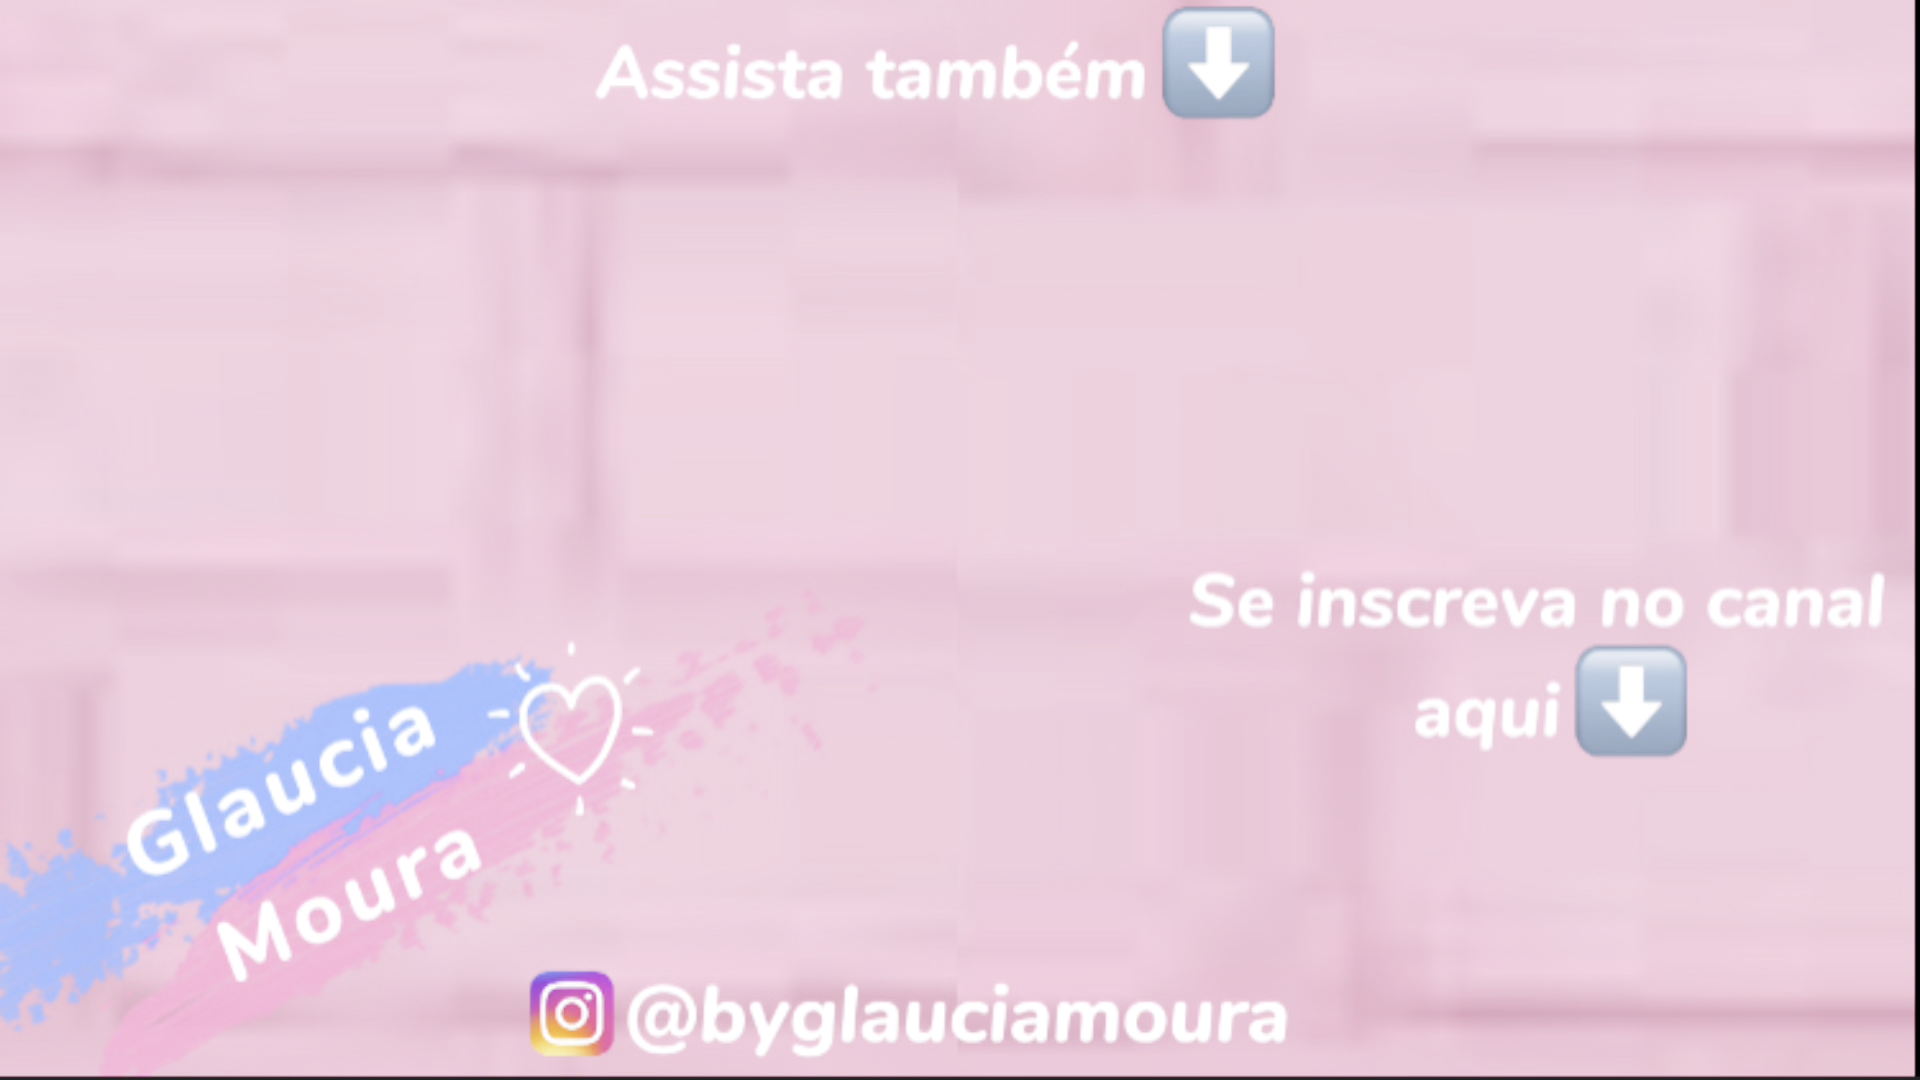 Assista também ⬇️
Se inscreva no canal
aqui ⬇️
Glaucia
Moura
@byglauciamoura